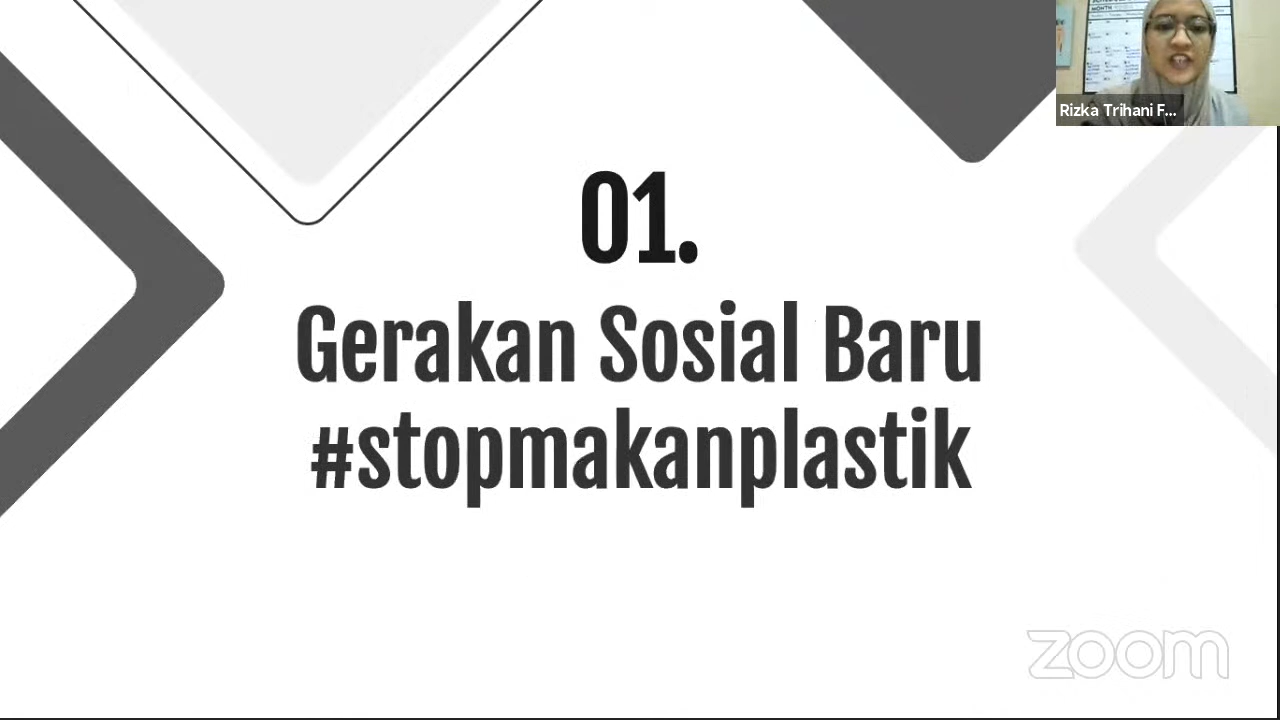 01.
Gerakan Sosial Baru
#stopmakanplastik
Rizka Trihani F...
zoom